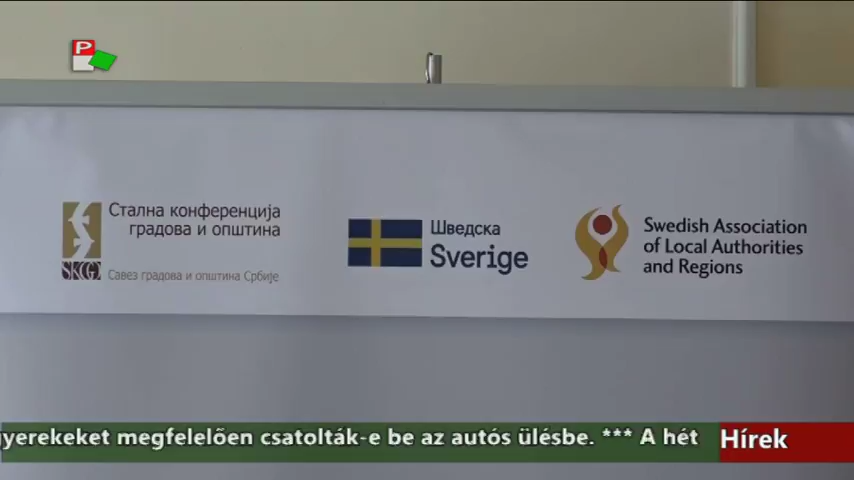 P
Стална конференција
градова и општина
SKGO
Савез градова и општина Србије
Шведска
Sverige
Swedish Association
of Local Authorities
and Regions
gyerekeket megfelelően csatolták-e be az autós ülésbe. *** A hét
Hírek